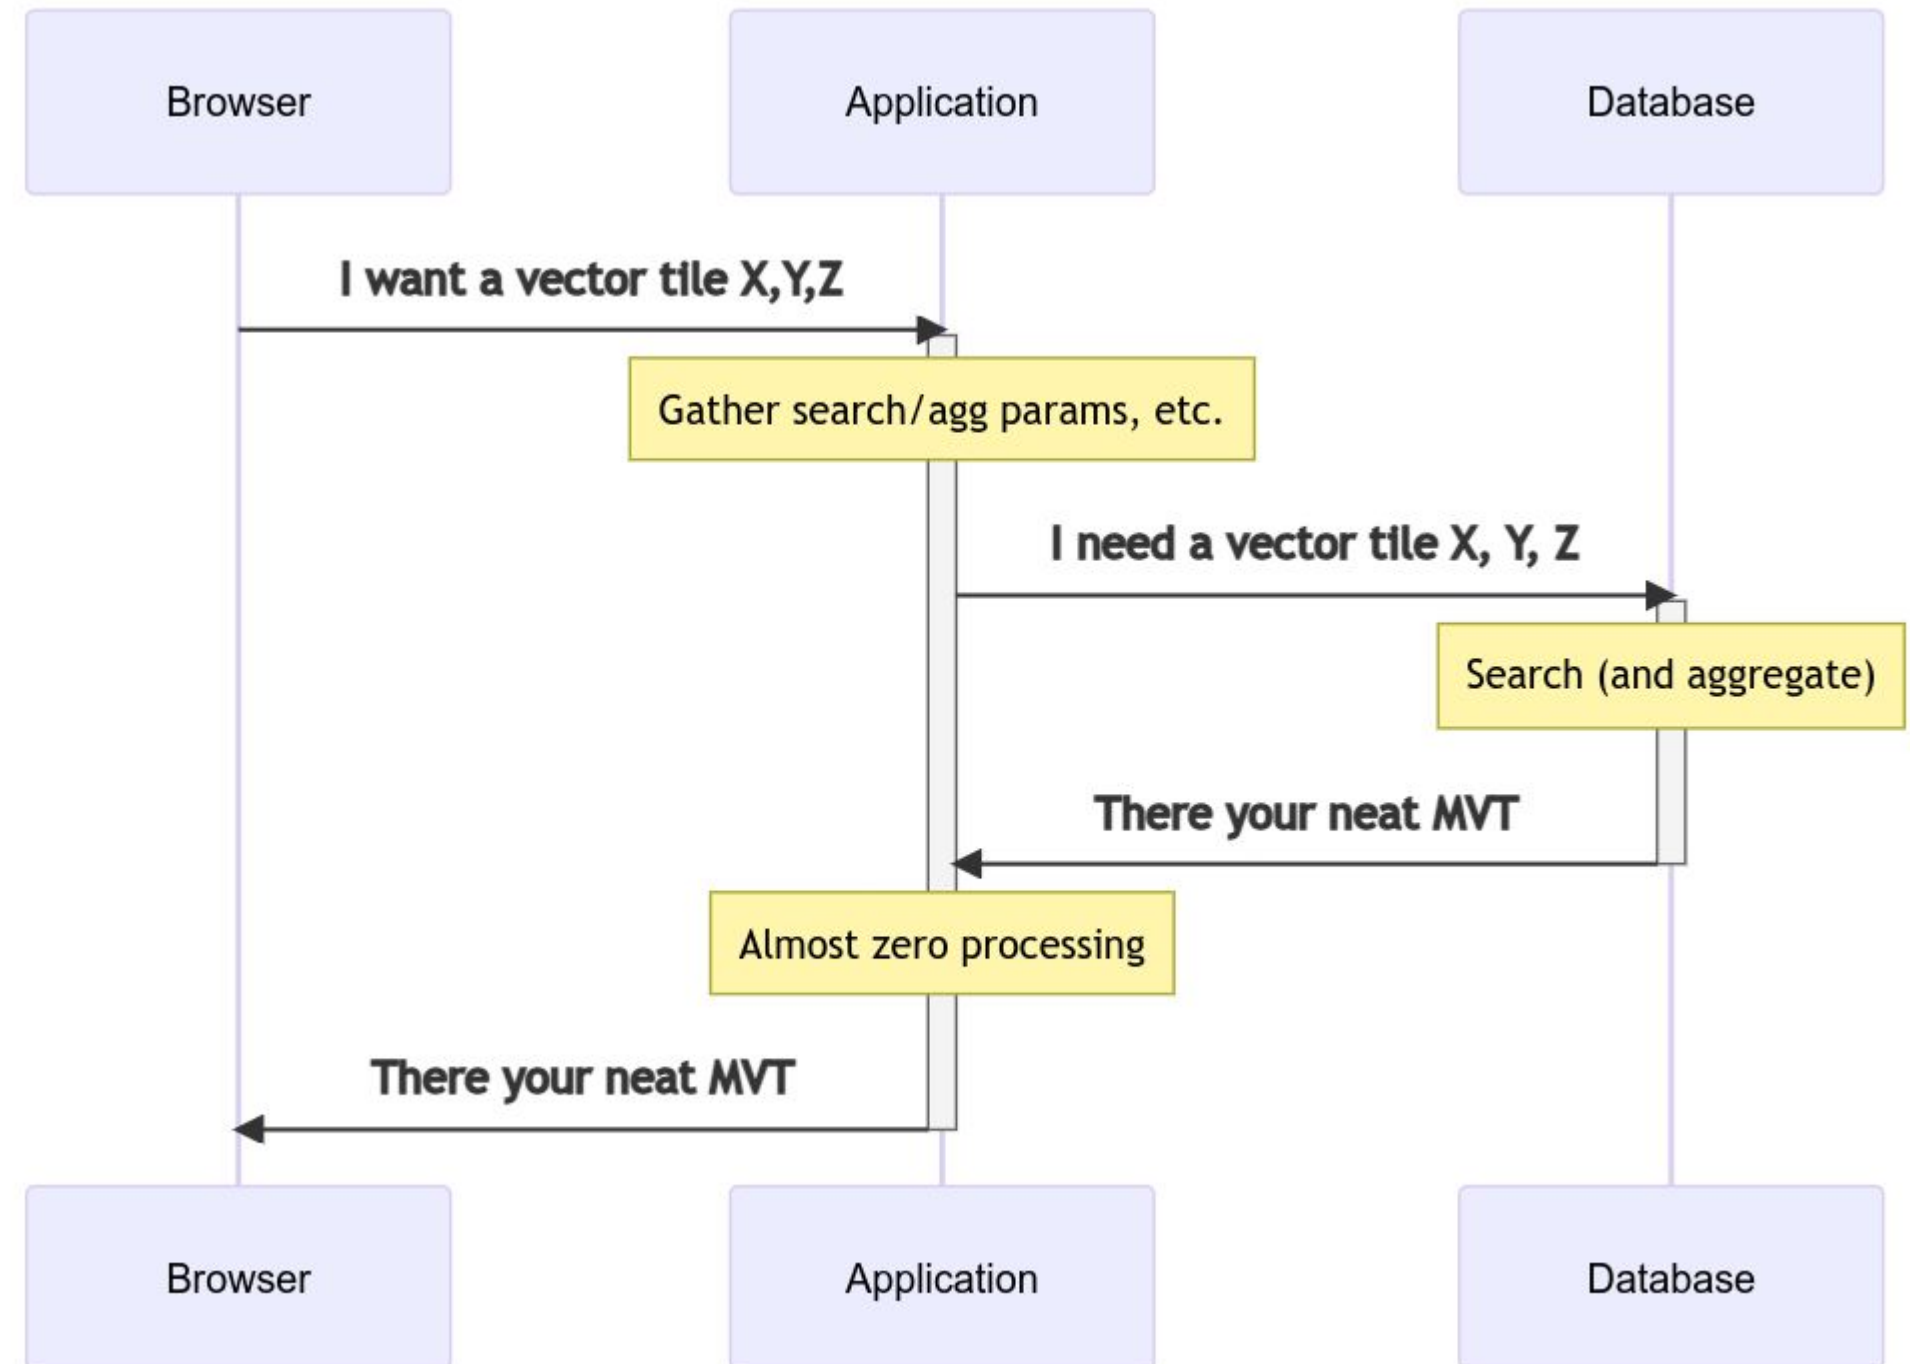 Browser
Application
Database
I want a vector tile X,Y,Z
Gather search/agg params, etc.
I need a vector tile X, Y, Z
Search (and aggregate)
There your neat MVT
Almost zero processing
There your neat MVT
Browser
Application
Database